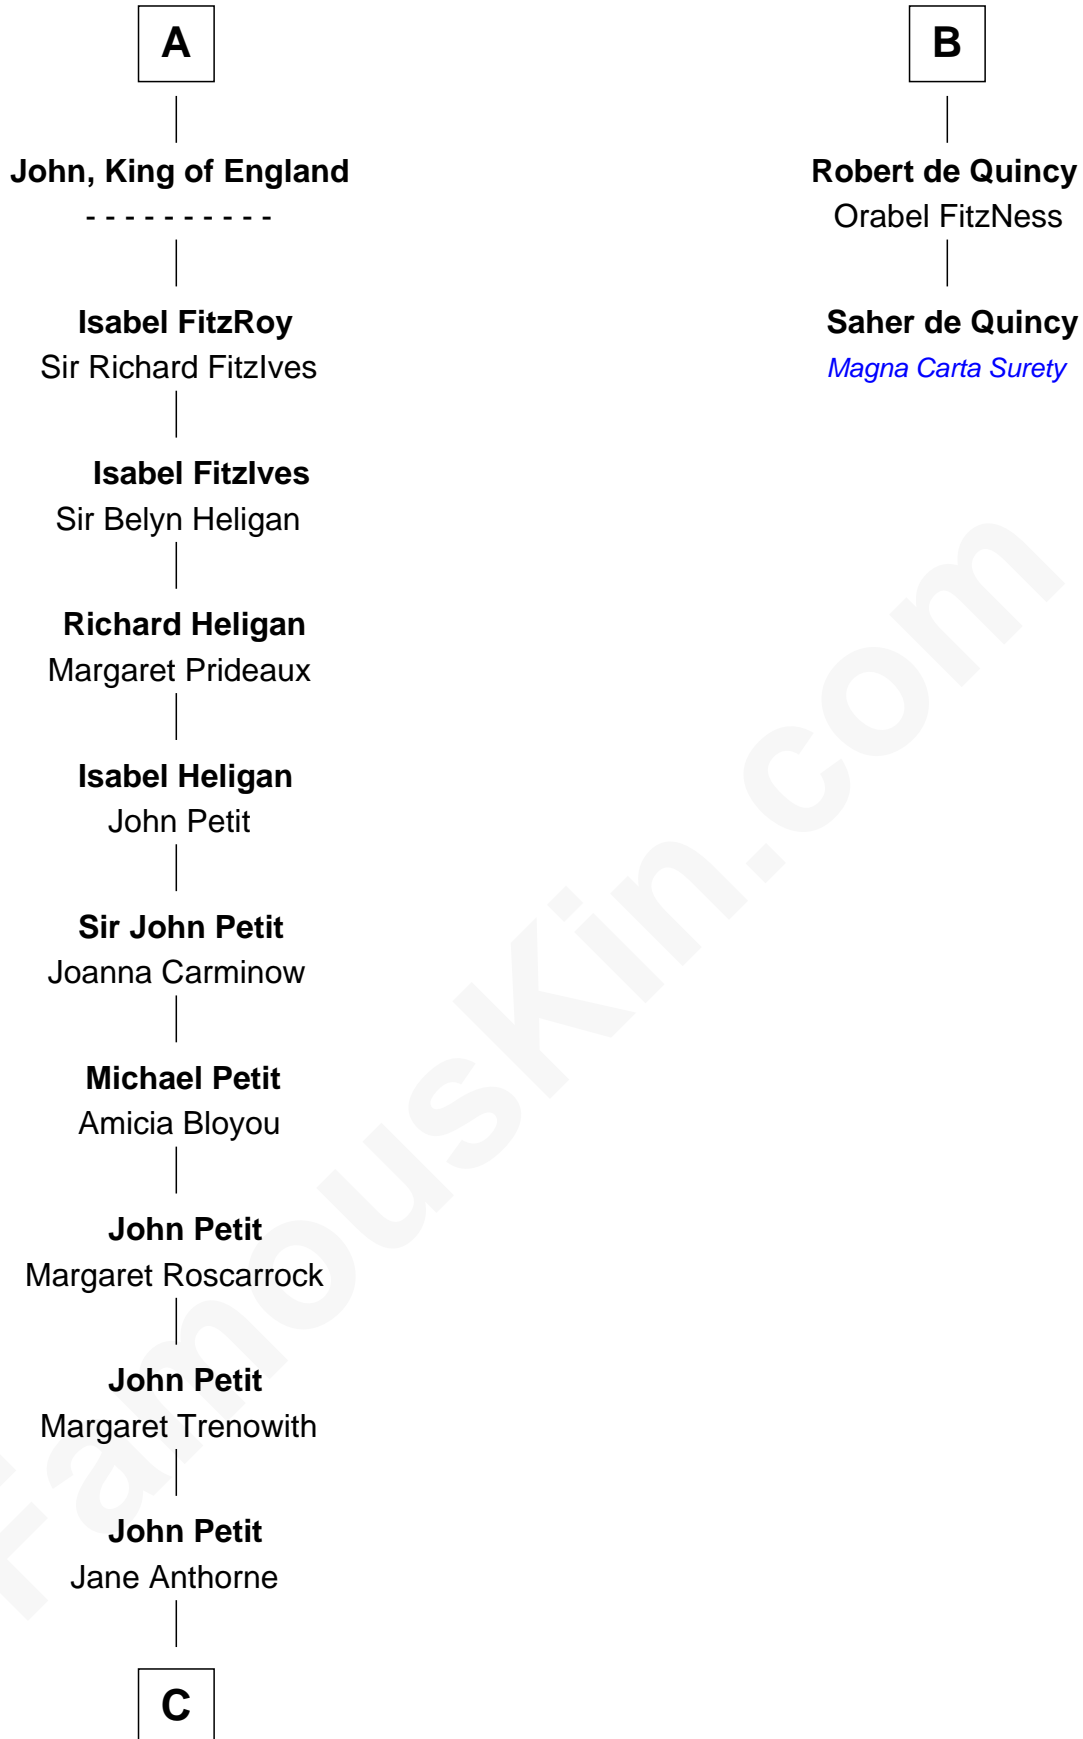 A
John, King of England
- - - - - - - - - -
Isabel FitzRoy
Sir Richard FitzIves
Isabel FitzIves
Sir Belyn Heligan
Richard Heligan
Margaret Prideaux
Isabel Heligan
John Petit
Sir John Petit
Joanna Carminow
Michael Petit
Amicia Bloyou
John Petit
Margaret Roscarrock
John Petit
Margaret Trenowith
John Petit
Jane Anthorne
C
B
Robert de Quincy
Orabel FitzNess
Saher de Quincy
Magna Carta Surety
FamousKin.com